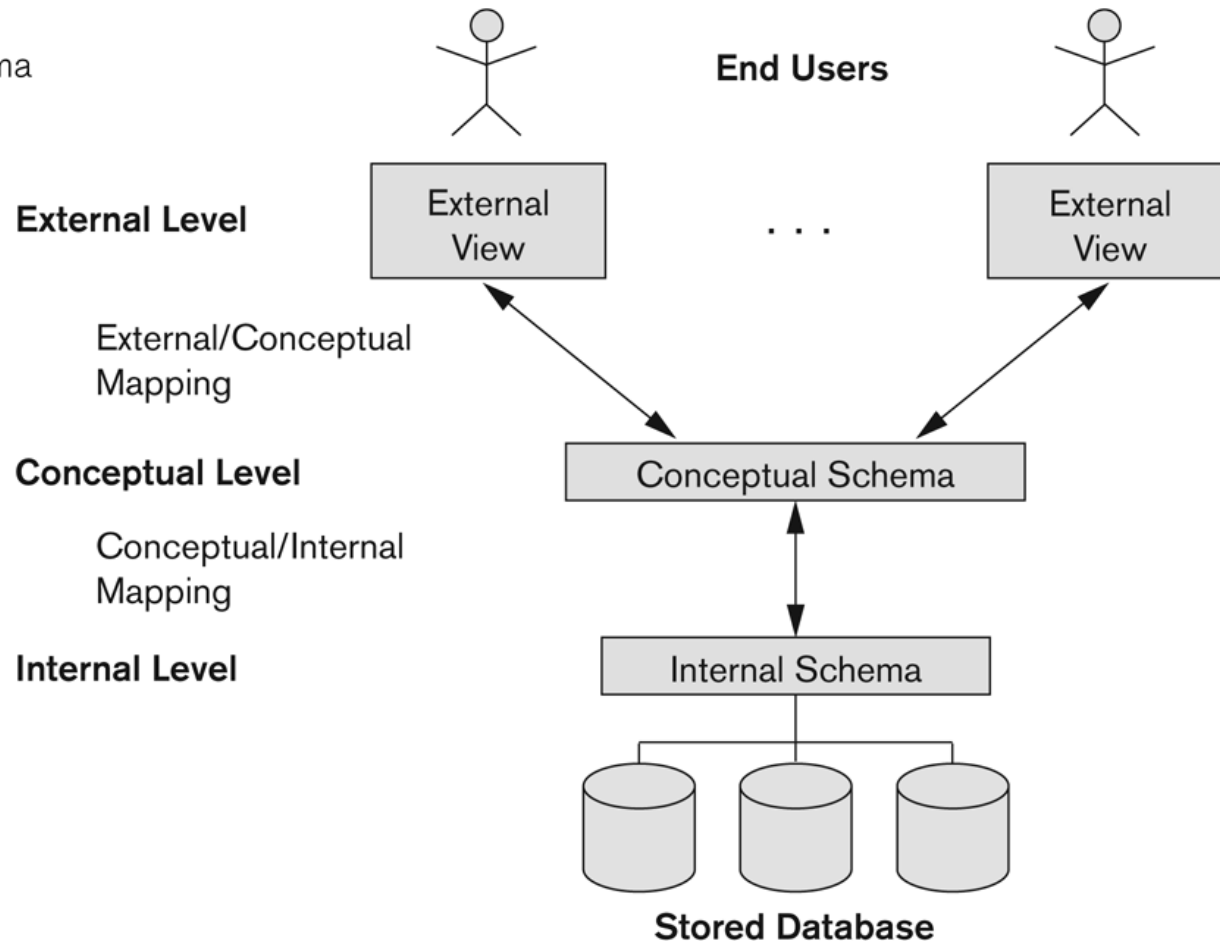 End Users
External Level
External
View
. . .
External
View
External/Conceptual
Mapping
Conceptual Level
Conceptual Schema
Conceptual/Internal
Mapping
Internal Level
Internal Schema
Stored Database